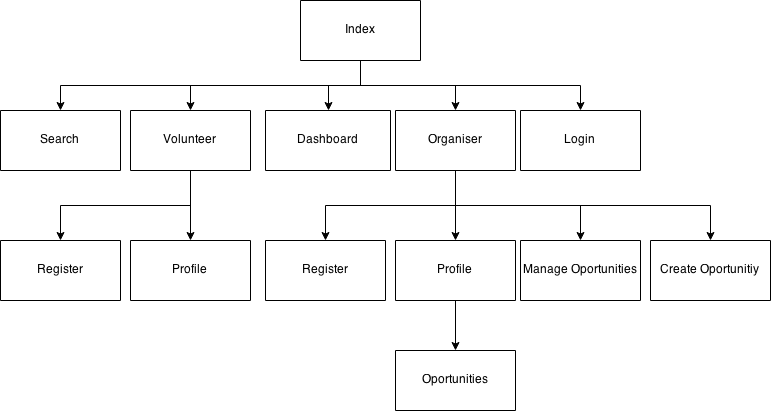 Index
Search
Volunteer
Dashboard
Organiser
Login
Register
Profile
Register
Profile
Manage Oportunities
Create Oportunitiy
Oportunities